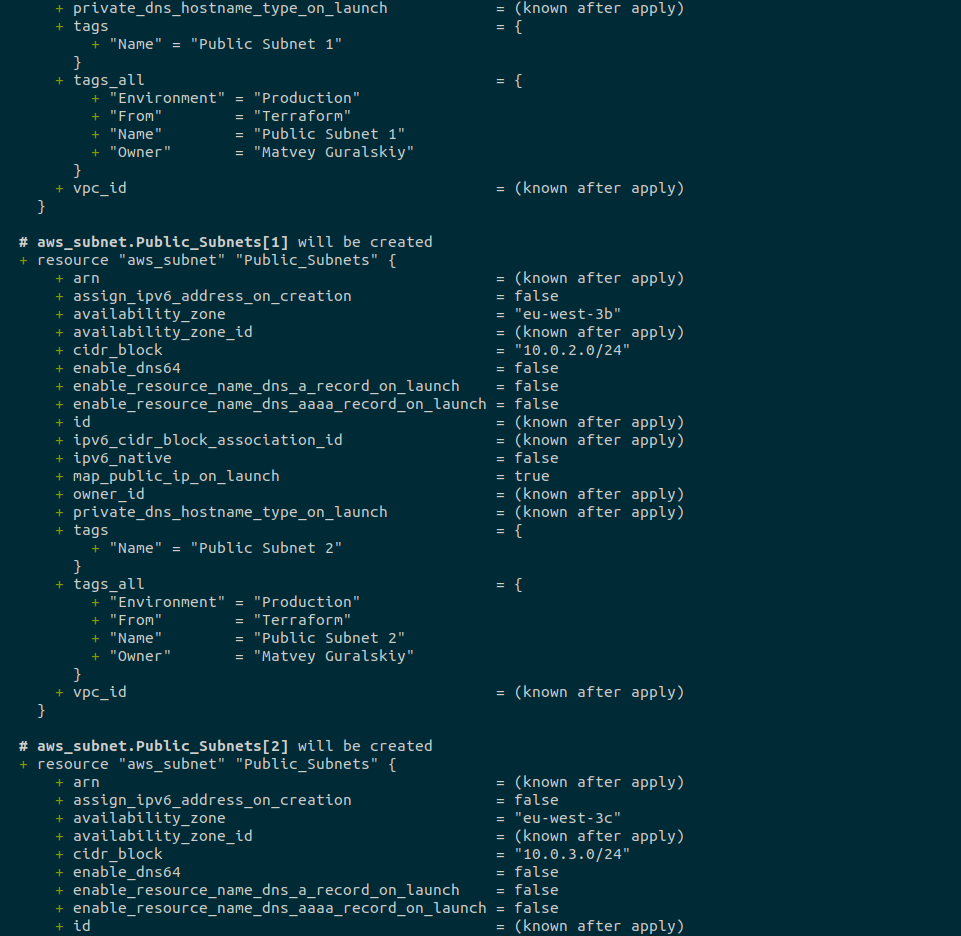 + private_dns_hostname_type_on_launch = (known after apply)
+ tags = {
+ "Name" = "Public Subnet 1"
}
+ tags_all = {
+ "Environment" = "Production"
+ "From" = "Terraform"
+ "Name" = "Public Subnet 1"
+ "Owner" = "Matvey Guralskiy"
}
+ vpc_id = (known after apply)
}
# aws_subnet.Public_Subnets[1] will be created
+ resource "aws_subnet" "Public_Subnets" {
+ arn = (known after apply)
+ assign_ipv6_address_on_creation = false
+ availability_zone = "eu-west-3b"
+ availability_zone_id = (known after apply)
+ cidr_block = "10.0.2.0/24"
+ enable_dns64 = false
+ enable_resource_name_dns_a_record_on_launch = false
+ enable_resource_name_dns_aaaa_record_on_launch = false
+ id = (known after apply)
+ ipv6_cidr_block_association_id = (known after apply)
+ ipv6_native = false
+ map_public_ip_on_launch = true
+ owner_id = (known after apply)
+ private_dns_hostname_type_on_launch = (known after apply)
+ tags = {
+ "Name" = "Public Subnet 2"
}
+ tags_all = {
+ "Environment" = "Production"
+ "From" = "Terraform"
+ "Name" = "Public Subnet 2"
+ "Owner" = "Matvey Guralskiy"
}
+ vpc_id = (known after apply)
}
# aws_subnet.Public_Subnets[2] will be created
+ resource "aws_subnet" "Public_Subnets" {
+ arn = (known after apply)
+ assign_ipv6_address_on_creation = false
+ availability_zone = "eu-west-3c"
+ availability_zone_id = (known after apply)
+ cidr_block = "10.0.3.0/24"
+ enable_dns64 = false
+ enable_resource_name_dns_a_record_on_launch = false
+ enable_resource_name_dns_aaaa_record_on_launch = false
+ id = (known after apply)